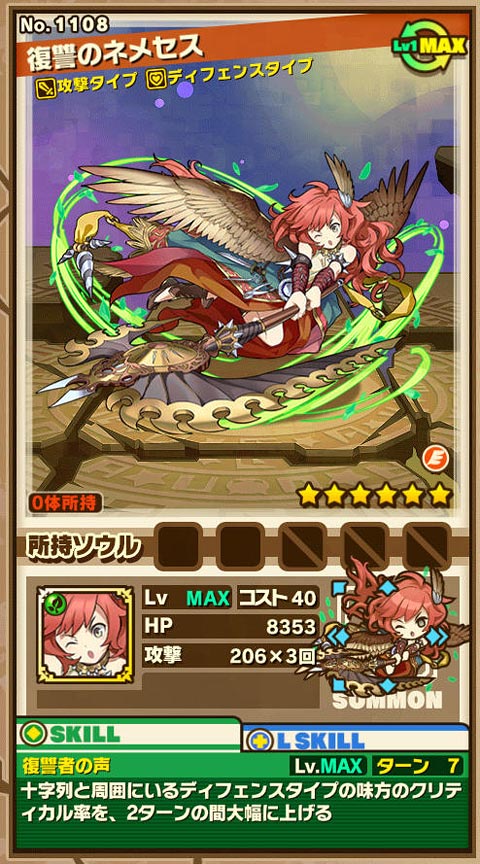 No.1108
復讐のネメセス
Lv1 MAX
攻撃タイプ ディフェンスタイプ
E
0体所持
所持ソウル
Lv MAX コスト 40
HP 8353
攻撃 206×3回
SUMMON
SKILL
L SKILL
復讐者の声 Lv.MAX ターン 7
十字列と周囲にいるディフェンスタイプの味方のクリテ
ィカル率を、2ターンの間大幅に上げる